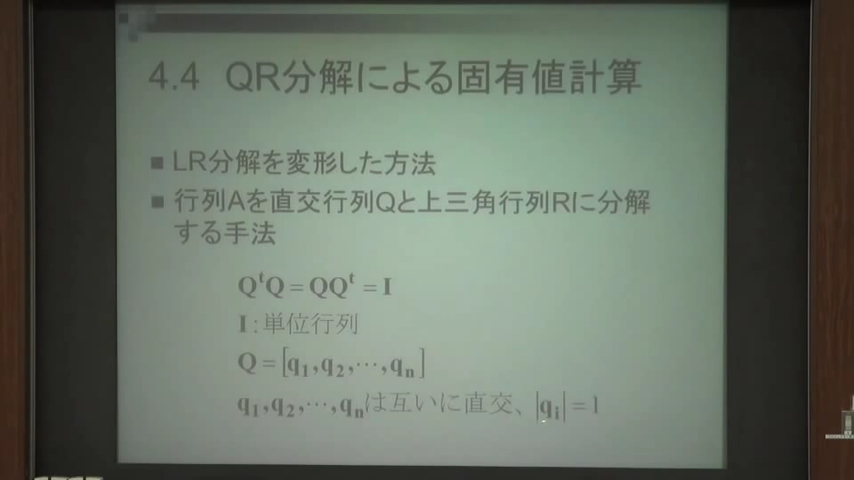 4.4 QR分解による固有値計算
■ LR分解を変形した方法
■ 行列Aを直交行列Qと上三角行列Rに分解
する手法
QᵗQ = QQᵗ = I
I : 単位行列
Q = [q₁, q₂, ⋯, qₙ]
q₁, q₂, ⋯, qₙは互いに直交、|qᵢ| = 1